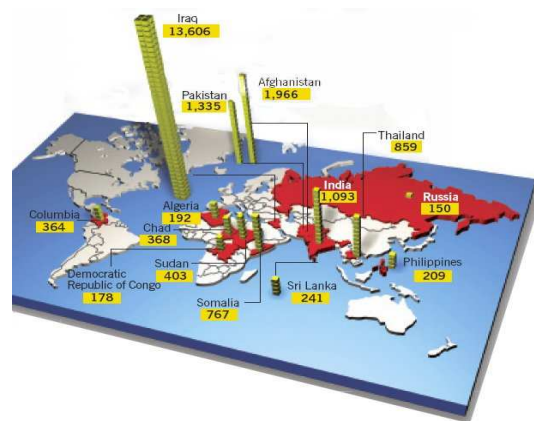 Iraq
13,606
Afghanistan
1,966
Pakistan
1,335
Thailand
859
India
1,093
Russia
150
Algeria
192
Columbia
364
Chad
368
Sudan
403
Democratic
Republic of Congo
178
Somalia
767
Sri Lanka
241
Philippines
209